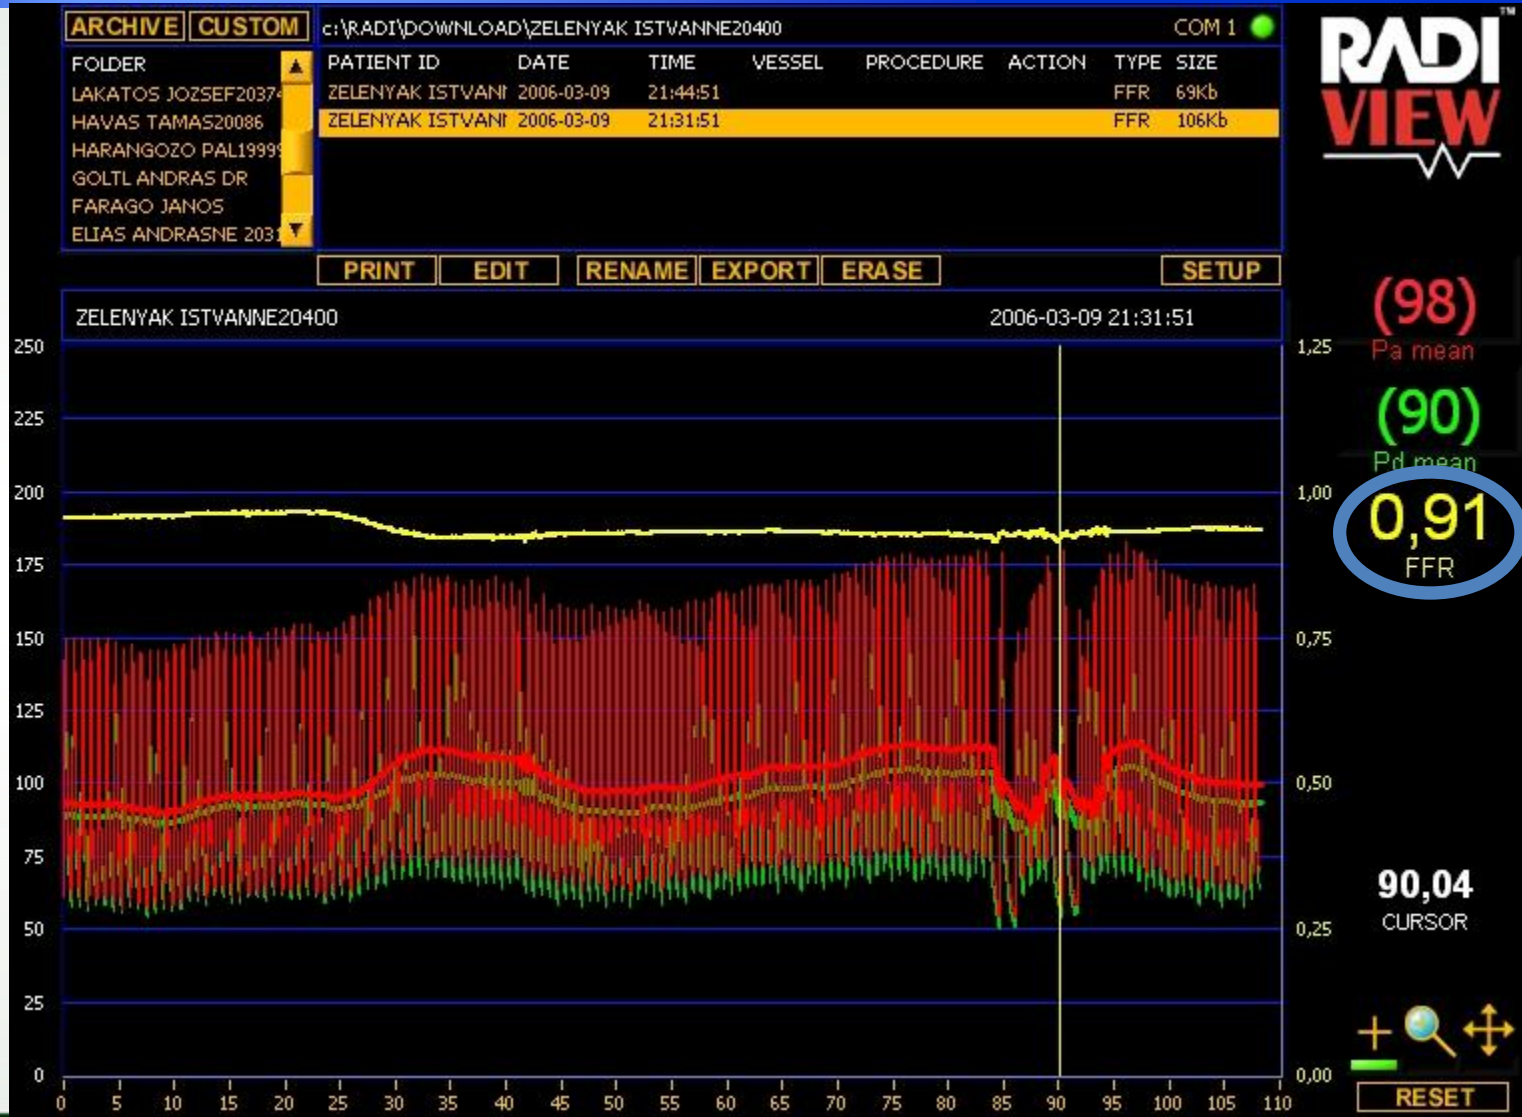 ARCHIVE CUSTOM c:\RADI\DOWNLOAD\ZELENYAK ISTVANNE20400 COM 1
FOLDER PATIENT ID DATE TIME VESSEL PROCEDURE ACTION TYPE SIZE
LAKATOS JOZSEF2037 ZELENYAK ISTVANI 2006-03-09 21:44:51 FFR 69Kb
HAVAS TAMAS20086 ZELENYAK ISTVANI 2006-03-09 21:31:51 FFR 106Kb
HARANGOZO PAL1999
GOLTL ANDRAS DR
FARAGO JANOS
ELIAS ANDRASNE 203
PRINT EDIT RENAME EXPORT ERASE SETUP
RADI
VIEW
TM
ZELENYAK ISTVANNE20400 2006-03-09 21:31:51
250
225
200
175
150
125
100
75
50
25
0
1,25
1,00
0,75
0,50
0,25
0,00
0 5 10 15 20 25 30 35 40 45 50 55 60 65 70 75 80 85 90 95 100 105 110
(98)
Pa mean
(90)
Pd mean
0,91
FFR
90,04
CURSOR
RESET